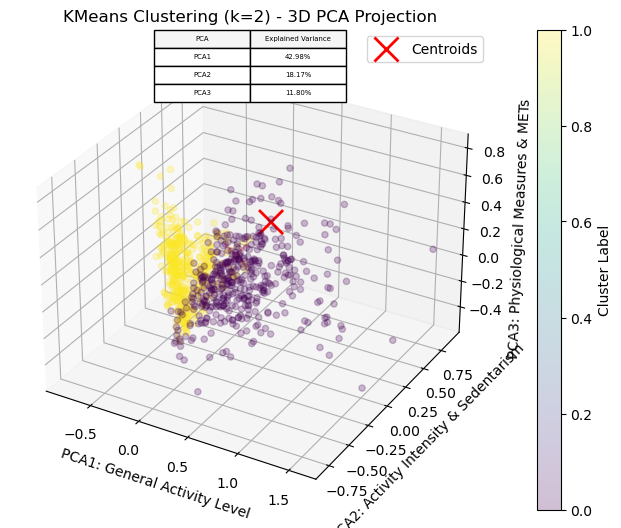 KMeans Clustering (k=2) - 3D PCA Projection
PCA Explained Variance
PCA1 42.98%
PCA2 18.17%
PCA3 11.80%
Centroids
PCA1: General Activity Level
−0.5 0.0 0.5 1.0 1.5
CA2: Activity Intensity & Sedentarism
−0.75 −0.50 −0.25 0.00 0.25 0.50 0.75
PCA3: Physiological Measures & METs
0.8
0.6
0.4
0.2
0.0
−0.2
−0.4
Cluster Label
1.0
0.8
0.6
0.4
0.2
0.0